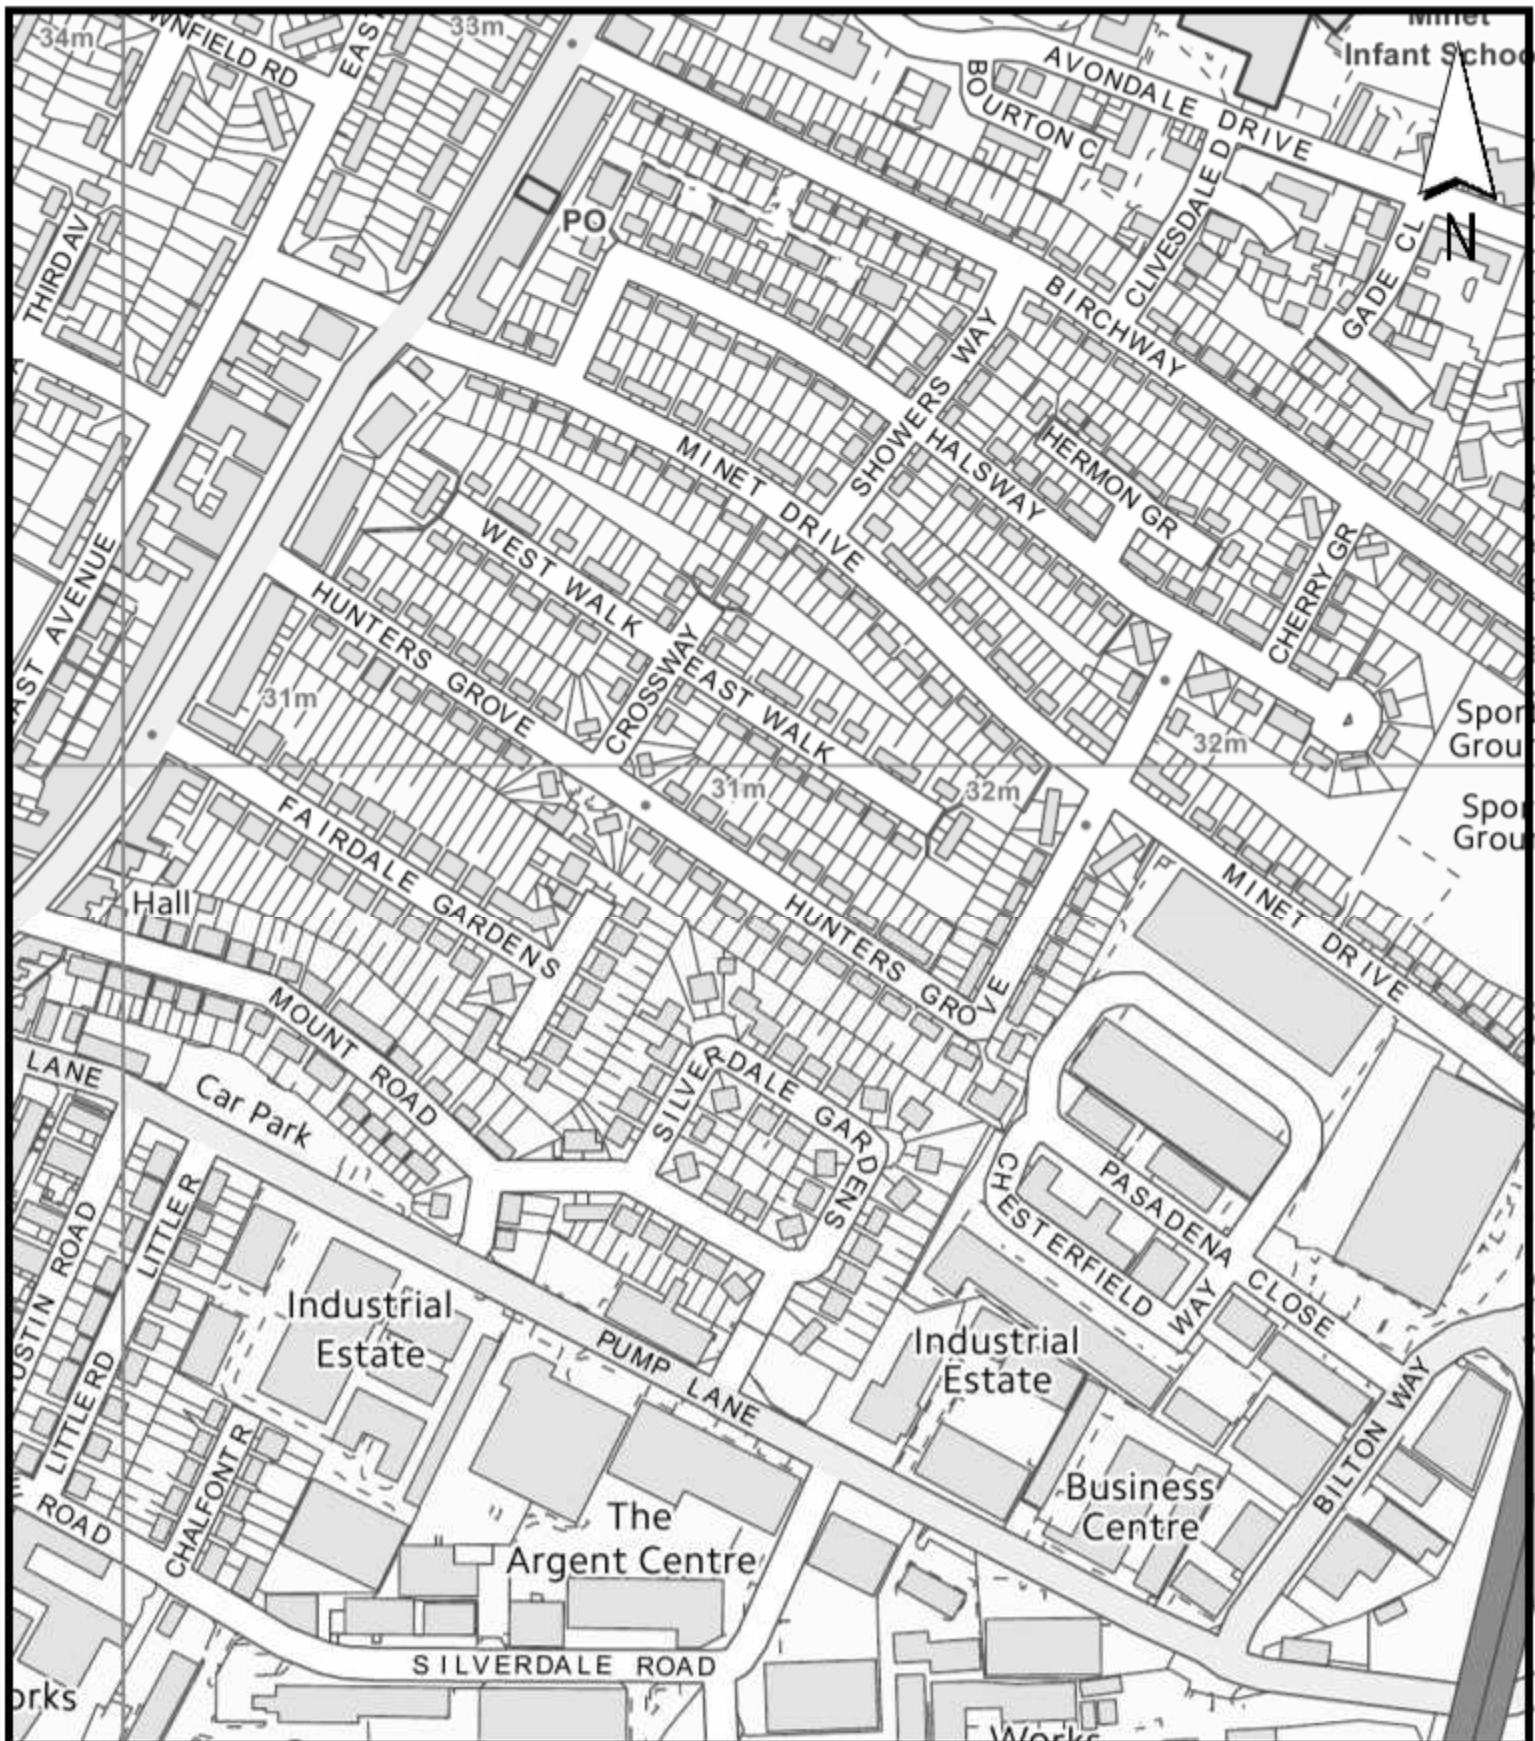 34m
WNFIELD RD
EAST
33m
Minet
Infant Schoo
AVONDALE DRIVE
BOURTON C
N
THIRD AV
PO
CLIVESDALE D
GADE CL
BIRCHWAY
SHOWERS WAY
HALSWAY
HERMON GR
CHERRY GR
MINET DRIVE
WEST WALK
EAST WALK
CROSSWAY
HUNTERS GROVE
AST AVENUE
31m
31m
32m
32m
Spor
Grou
Spor
Grou
FAIRDALE GARDENS
HUNTERS GROVE
MINET DRIVE
Hall
MOUNT ROAD
LANE
Car Park
SILVERDALE GARDENS
CHESTERFIELD WAY
PASADENA CLOSE
USTIN ROAD
LITTLE R
LITTLE RD
Industrial
Estate
PUMP LANE
Industrial
Estate
BILTON WAY
CHALFONT R
ROAD
The
Argent Centre
Business
Centre
SILVERDALE ROAD
orks
Works